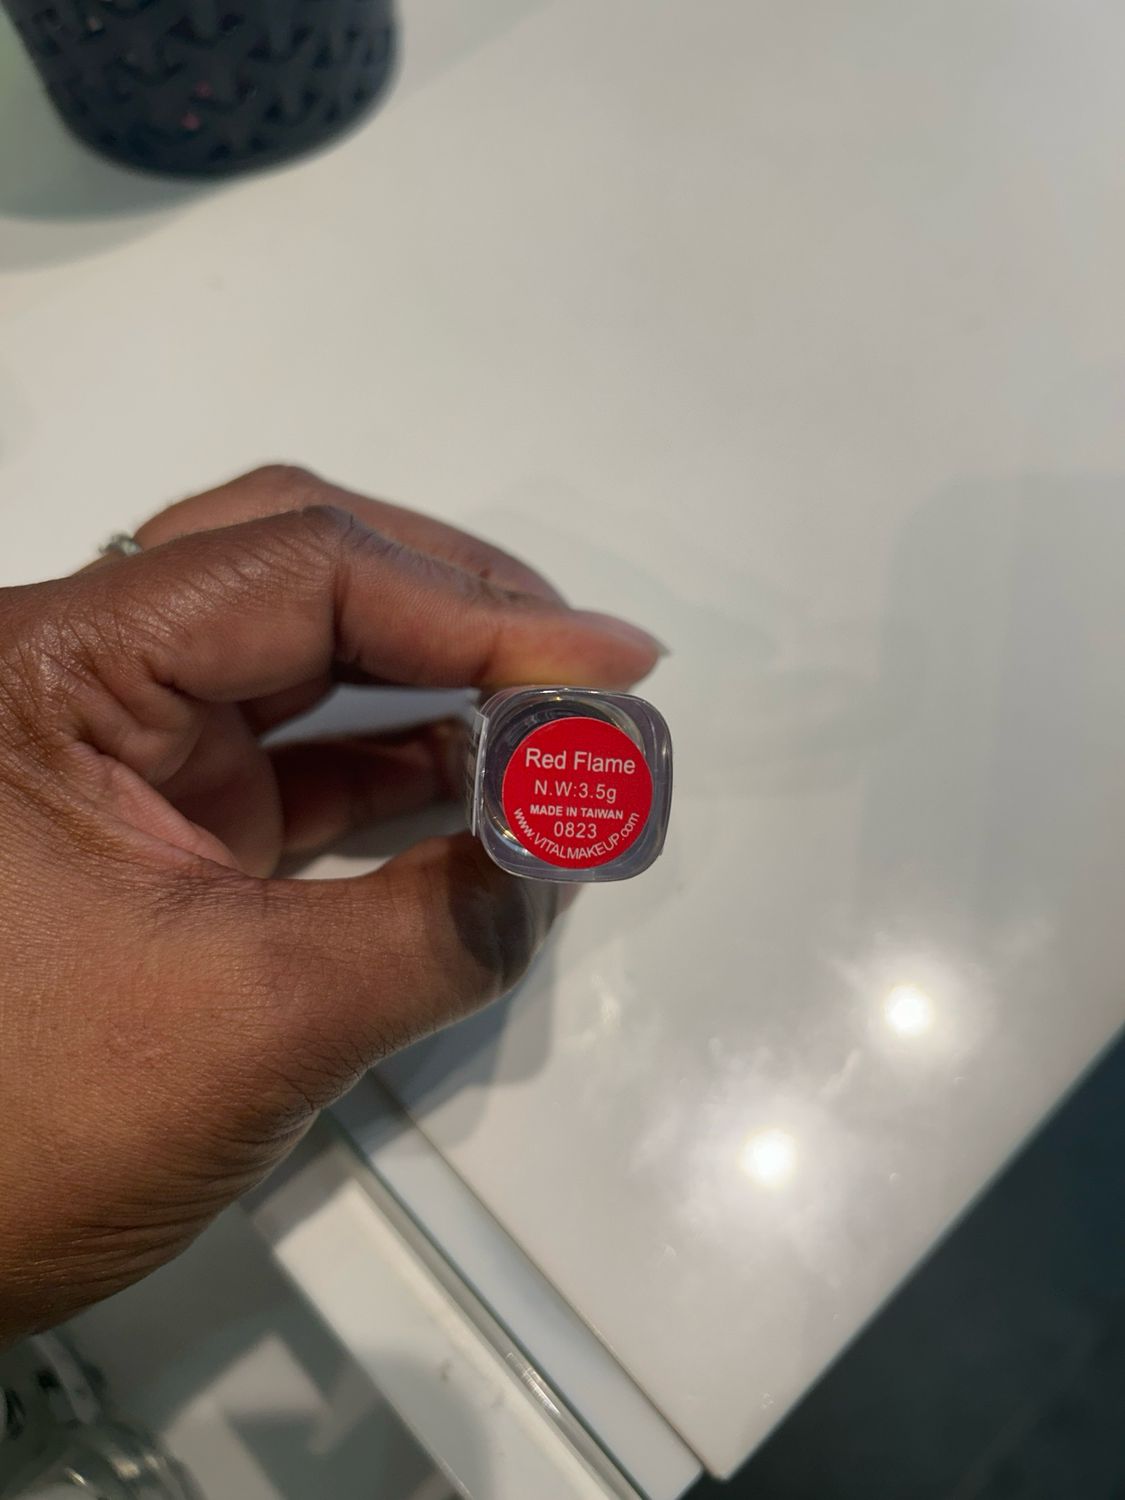 Red Flame
N.W:3.5g
MADE IN TAIWAN
0823
www.VITALMAKEUP.com